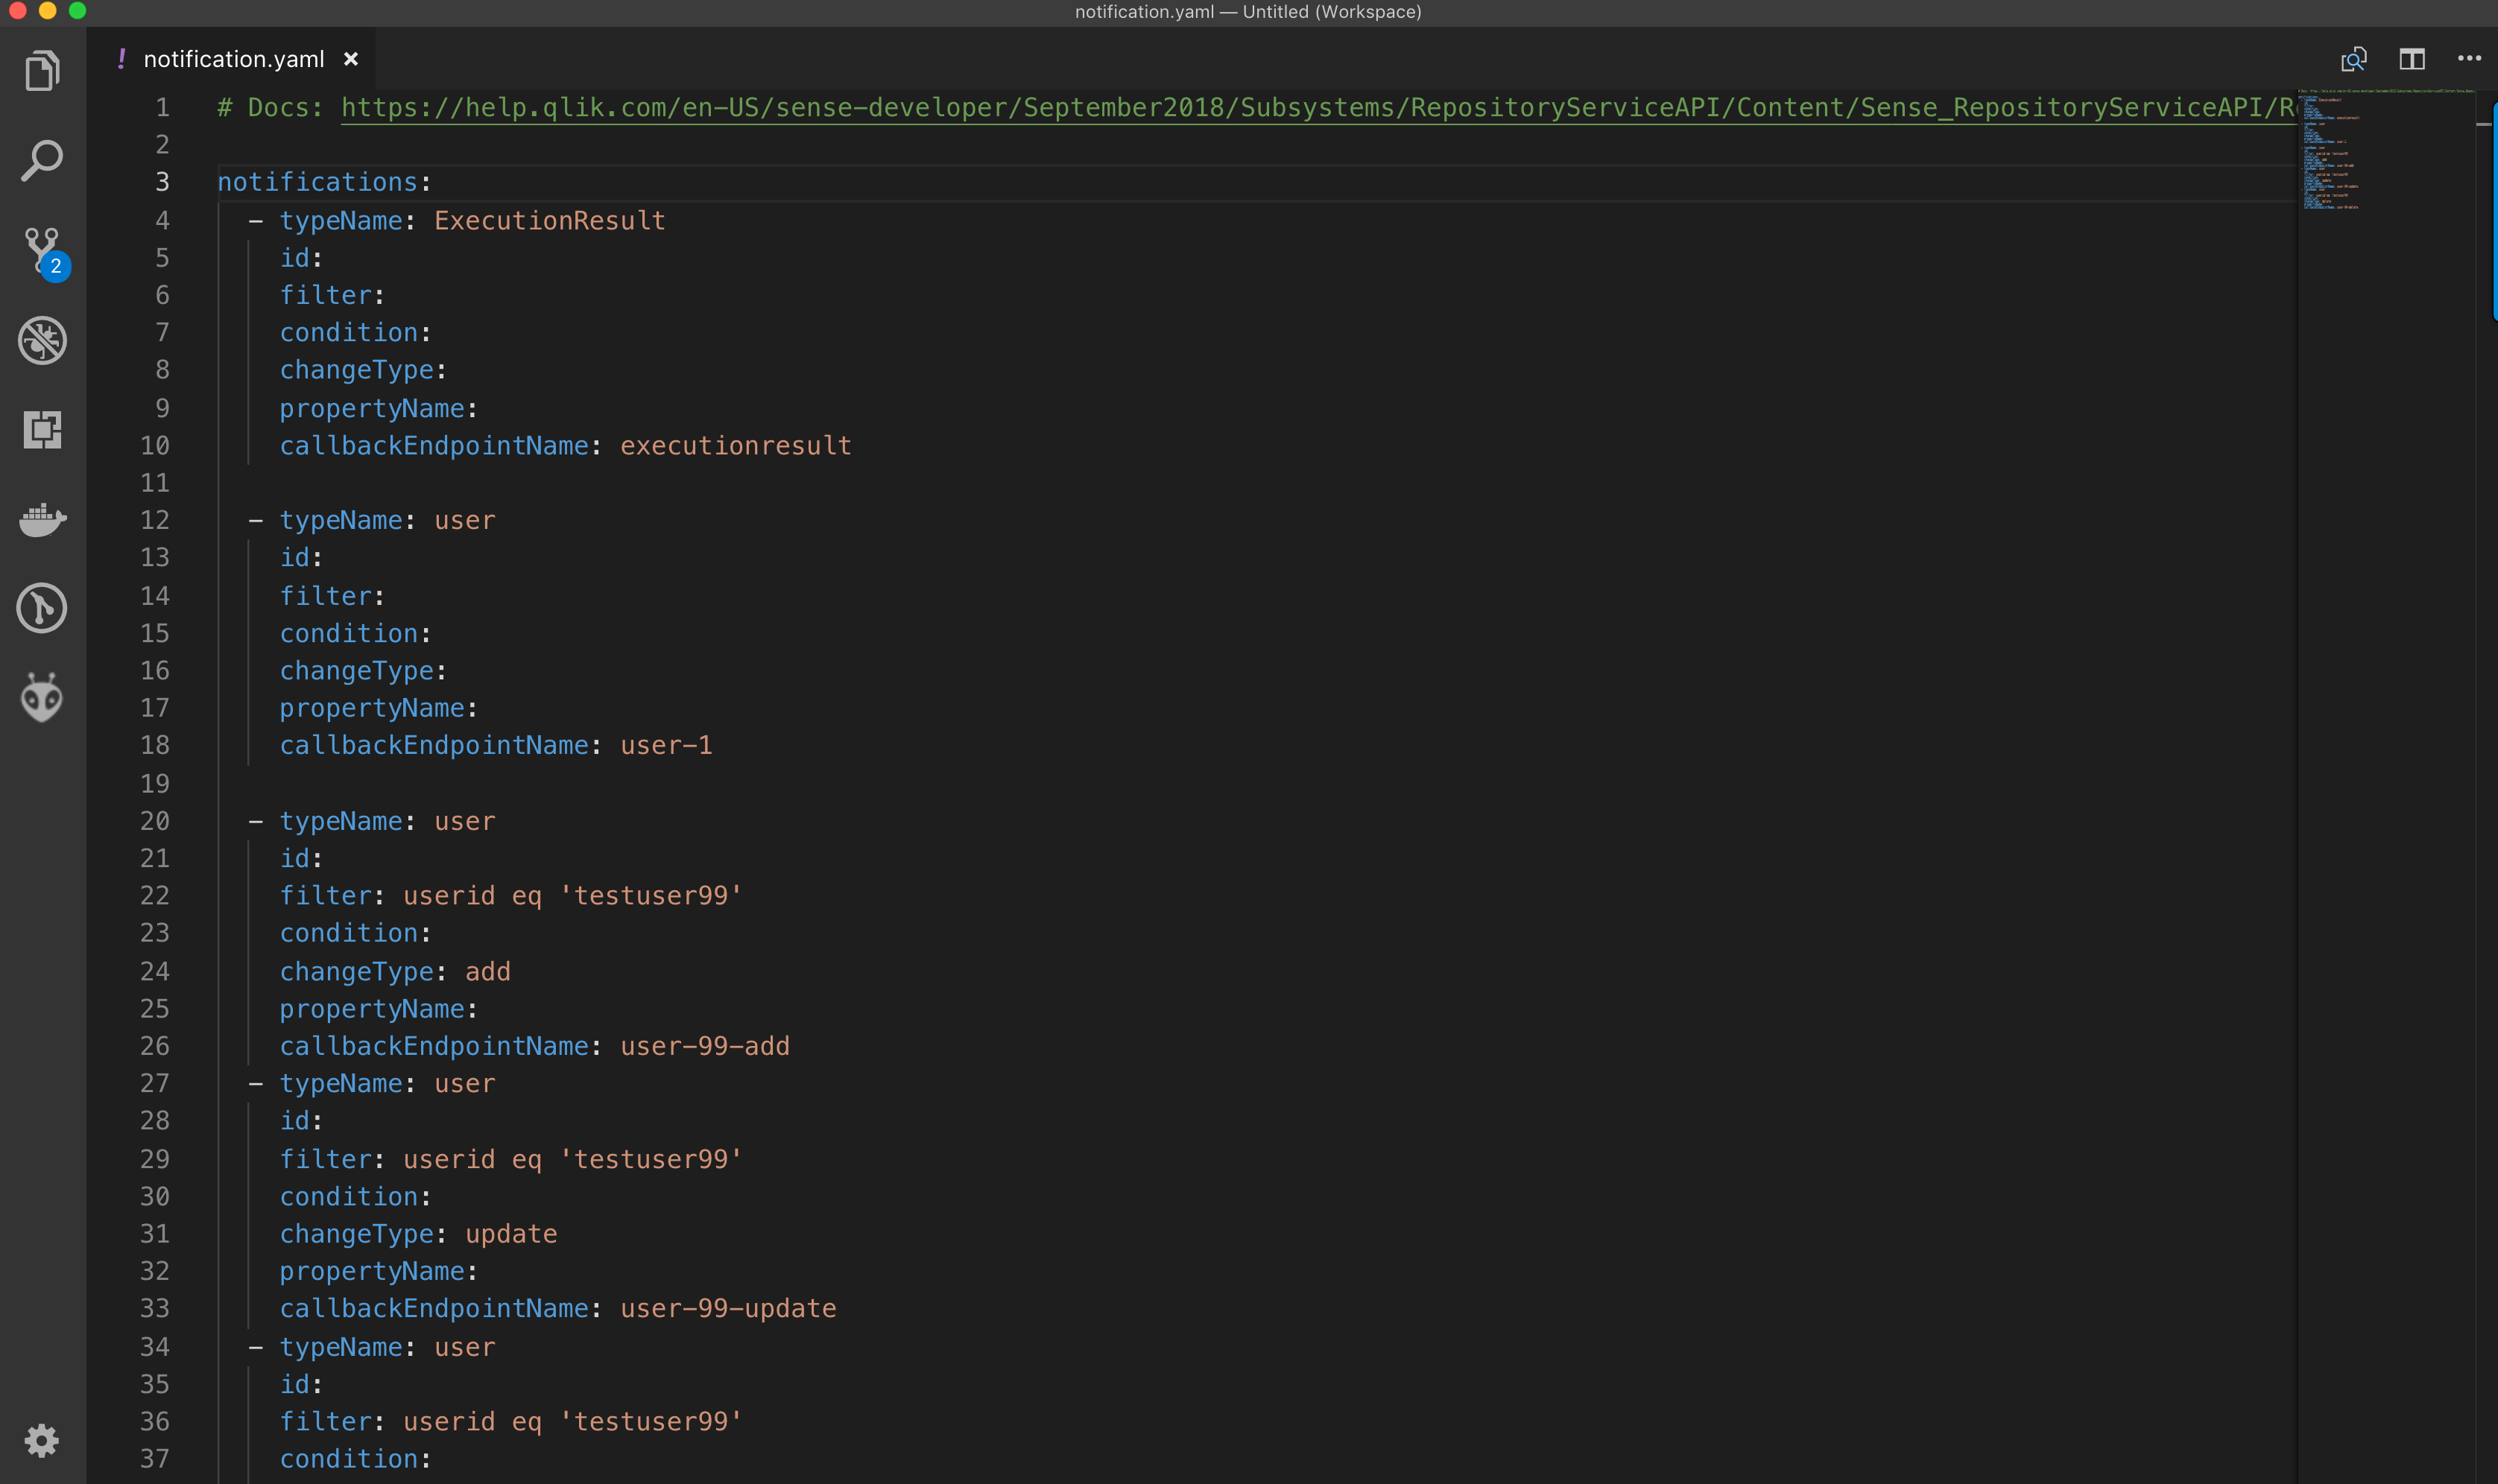 notification.yaml — Untitled (Workspace)
! notification.yaml ×
1 # Docs: https://help.qlik.com/en-US/sense-developer/September2018/Subsystems/RepositoryServiceAPI/Content/Sense_RepositoryServiceAPI/R
2
3 notifications:
4 - typeName: ExecutionResult
5 id:
6 filter:
7 condition:
8 changeType:
9 propertyName:
10 callbackEndpointName: executionresult
11
12 - typeName: user
13 id:
14 filter:
15 condition:
16 changeType:
17 propertyName:
18 callbackEndpointName: user-1
19
20 - typeName: user
21 id:
22 filter: userid eq 'testuser99'
23 condition:
24 changeType: add
25 propertyName:
26 callbackEndpointName: user-99-add
27 - typeName: user
28 id:
29 filter: userid eq 'testuser99'
30 condition:
31 changeType: update
32 propertyName:
33 callbackEndpointName: user-99-update
34 - typeName: user
35 id:
36 filter: userid eq 'testuser99'
37 condition:
2